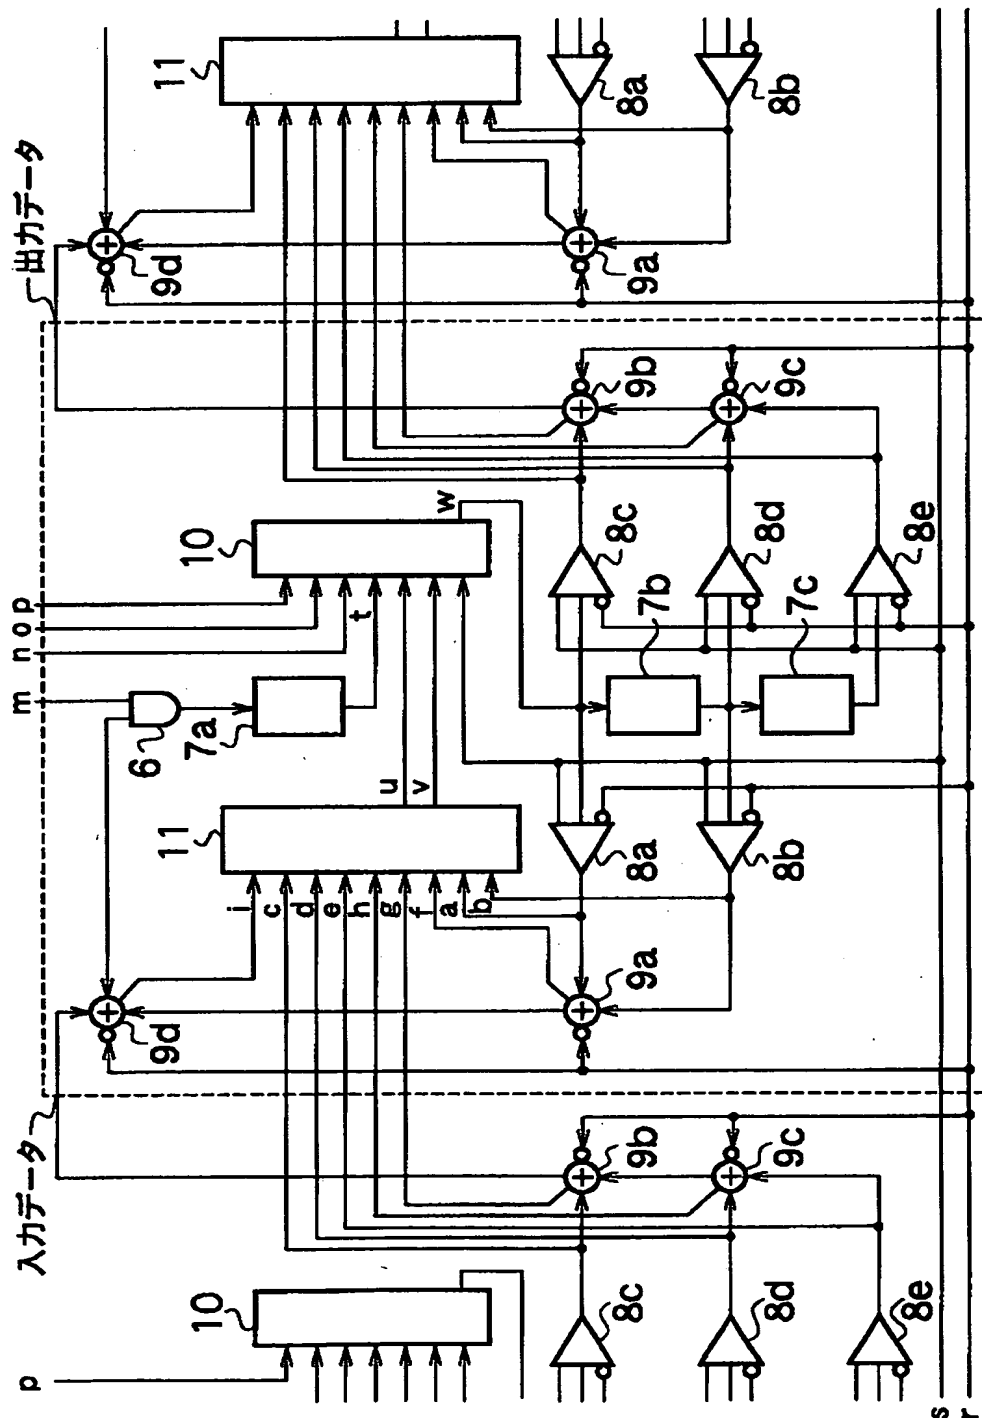 p
入力データ
m
n
o
p
出力データ
10
9d
11
6
7a
10
9d
11
i
c
d
e
h
g
f
a
b
u
v
t
w
8c
9b
9a
8a
7b
8c
9b
9a
8a
8d
9c
8b
7c
8d
9c
8b
8e
8e
s
r